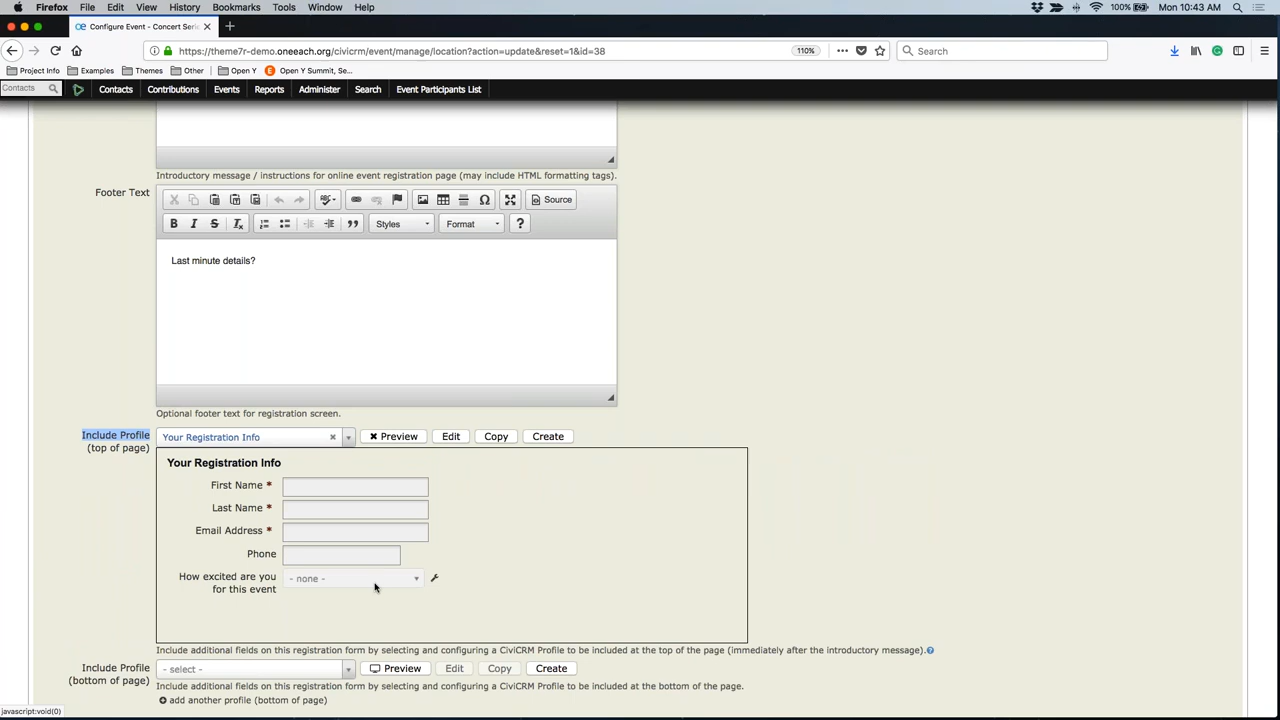 Firefox File Edit View History Bookmarks Tools Window Help 100% Mon 10:43 AM
Configure Event - Concert Seri
https://theme7r-demo.oneeach.org/civicrm/event/manage/location?action=update&reset=1&id=38 110% Search
Project Info Examples Themes Other Open Y Open Y Summit, Se...
Contacts Contacts Contributions Events Reports Administer Search Event Participants List
Introductory message / instructions for online event registration page (may include HTML formatting tags).
Footer Text
Source
B I S Styles Format ?
Last minute details?
Optional footer text for registration screen.
Include Profile Your Registration Info Preview Edit Copy Create
(top of page)
Your Registration Info
First Name *
Last Name *
Email Address *
Phone
How excited are you - none -
for this event
Include additional fields on this registration form by selecting and configuring a CiviCRM Profile to be included at the top of the page (immediately after the introductory message).
Include Profile - select - Preview Edit Copy Create
(bottom of page)
Include additional fields on this registration form by selecting and configuring a CiviCRM Profile to be included at the bottom of the page.
add another profile (bottom of page)
javascript:void(0)